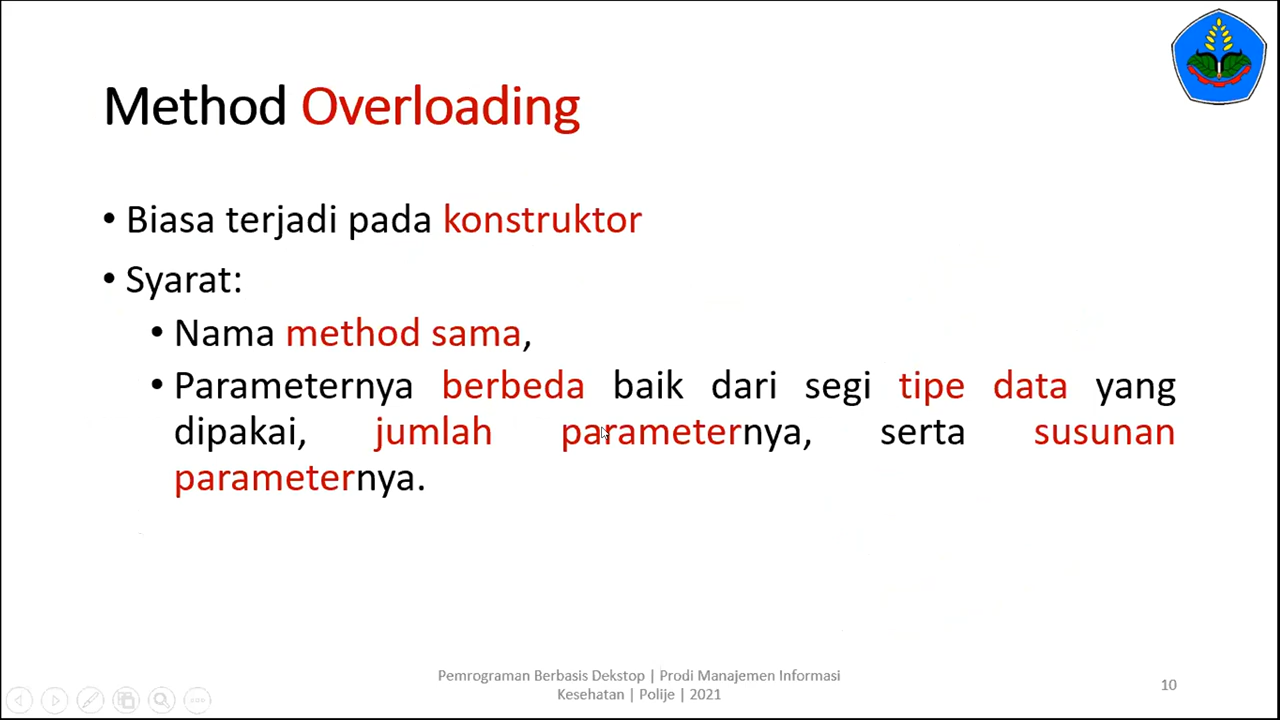 Method Overloading
• Biasa terjadi pada konstruktor
• Syarat:
• Nama method sama,
• Parameternya berbeda baik dari segi tipe data yang
dipakai, jumlah parameternya, serta susunan
parameternya.
Pemrograman Berbasis Dekstop | Prodi Manajemen Informasi
Kesehatan | Polije | 2021
10